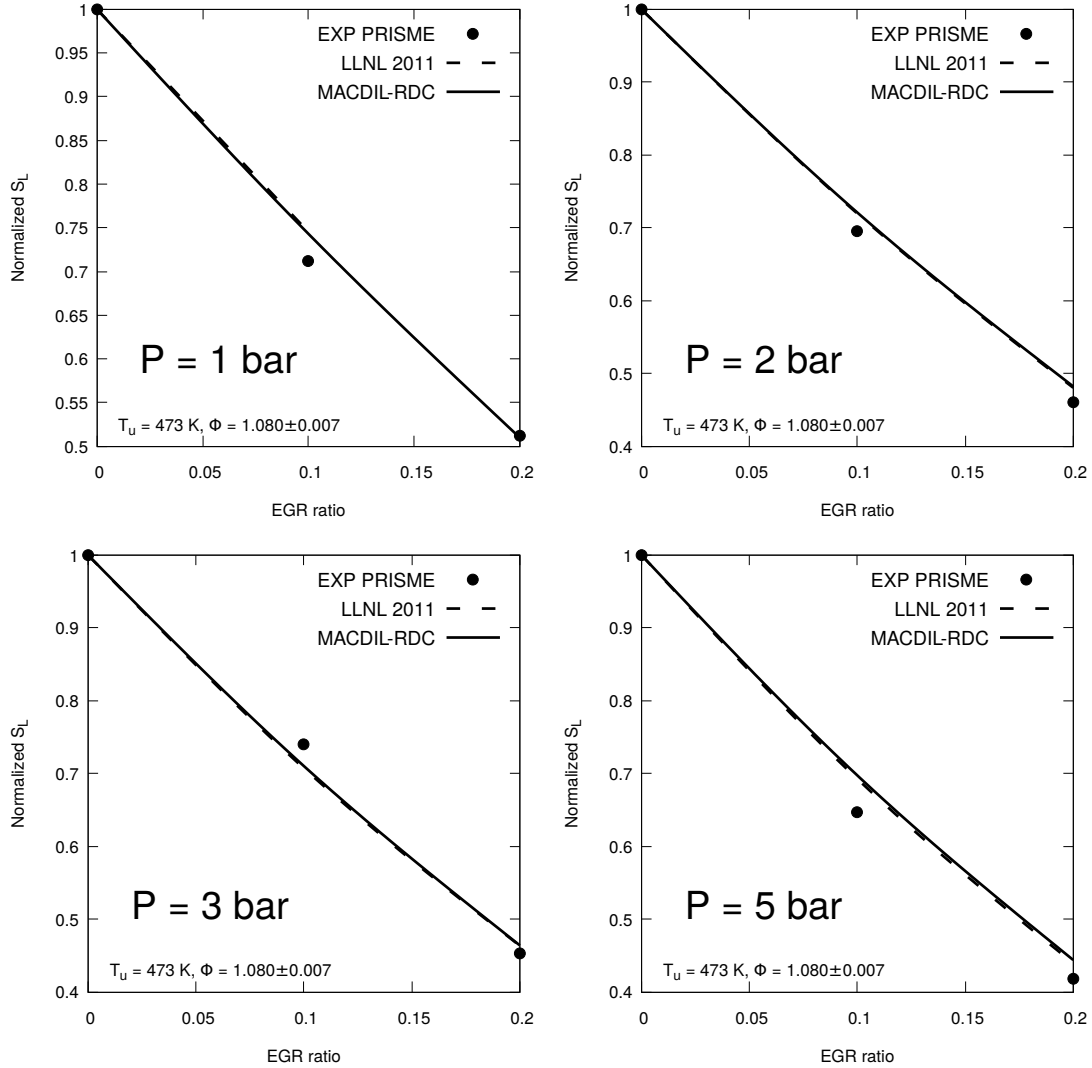 1
0.95
0.9
0.85
0.8
0.75
0.7
0.65
0.6
0.55
0.5
Normalized S_L
EXP PRISME
LLNL 2011
MACDIL-RDC
P = 1 bar
T_u = 473 K, Φ = 1.080±0.007
0 0.05 0.1 0.15 0.2
EGR ratio
1
0.9
0.8
0.7
0.6
0.5
0.4
Normalized S_L
EXP PRISME
LLNL 2011
MACDIL-RDC
P = 2 bar
T_u = 473 K, Φ = 1.080±0.007
0 0.05 0.1 0.15 0.2
EGR ratio
1
0.9
0.8
0.7
0.6
0.5
0.4
Normalized S_L
EXP PRISME
LLNL 2011
MACDIL-RDC
P = 3 bar
T_u = 473 K, Φ = 1.080±0.007
0 0.05 0.1 0.15 0.2
EGR ratio
1
0.9
0.8
0.7
0.6
0.5
0.4
Normalized S_L
EXP PRISME
LLNL 2011
MACDIL-RDC
P = 5 bar
T_u = 473 K, Φ = 1.080±0.007
0 0.05 0.1 0.15 0.2
EGR ratio